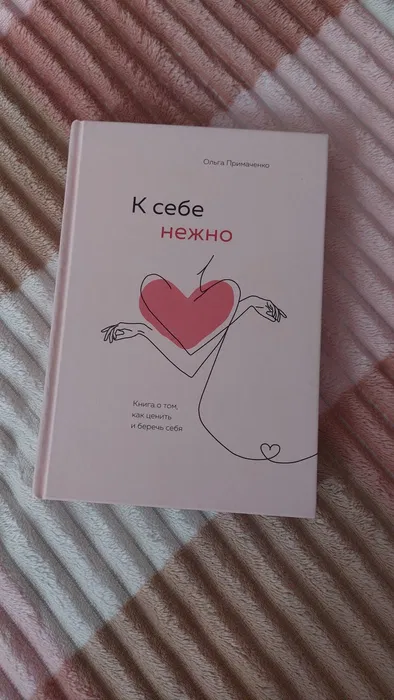 Ольга Примаченко
К себе
нежно
Книга о том,
как ценить
и беречь себя